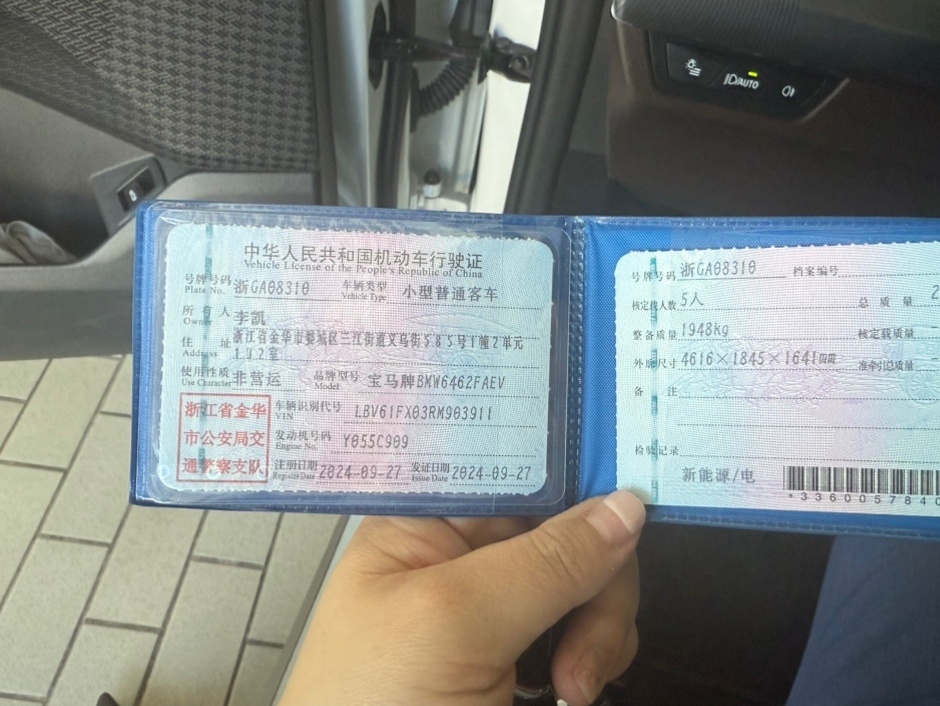 中华人民共和国机动车行驶证
Vehicle License of the People's Republic of China
号牌号码 Plate No. 浙GA08310 车辆类型 Vehicle Type 小型普通客车
所有人 Owner 李凯
住址 Address 浙江省金华市婺城区三江街道义乌街585号1幢2单元
102室
使用性质 Use Character 非营运 品牌型号 Model 宝马牌BMW6462FAEV
浙江省金华
市公安局交
通警察支队
车辆识别代号 VIN LBV61FX03RM903911
发动机号码 Engine No. Y055C909
注册日期 Register Date 2024-09-27 发证日期 Issue Date 2024-09-27
号牌号码 浙GA08310 档案编号
核定载人数 5人 总质量 2
整备质量 1948kg 核定载质量
外廓尺寸 4616×1845×1641mm 准牵引总质量
备注
检验记录
新能源/电
*3360057840
AUTO